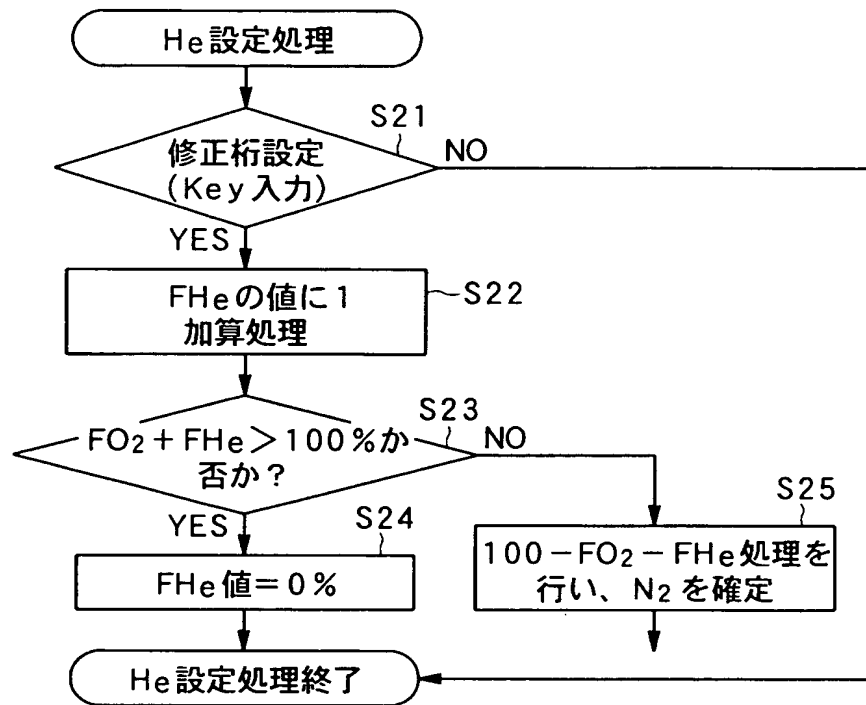 He設定処理
S21
修正桁設定
(Key入力)
NO
YES
FHeの値に1
加算処理
S22
S23
FO₂+FHe>100%か
否か?
NO
YES
S24
FHe値=0%
S25
100-FO₂-FHe処理を
行い、N₂を確定
He設定処理終了